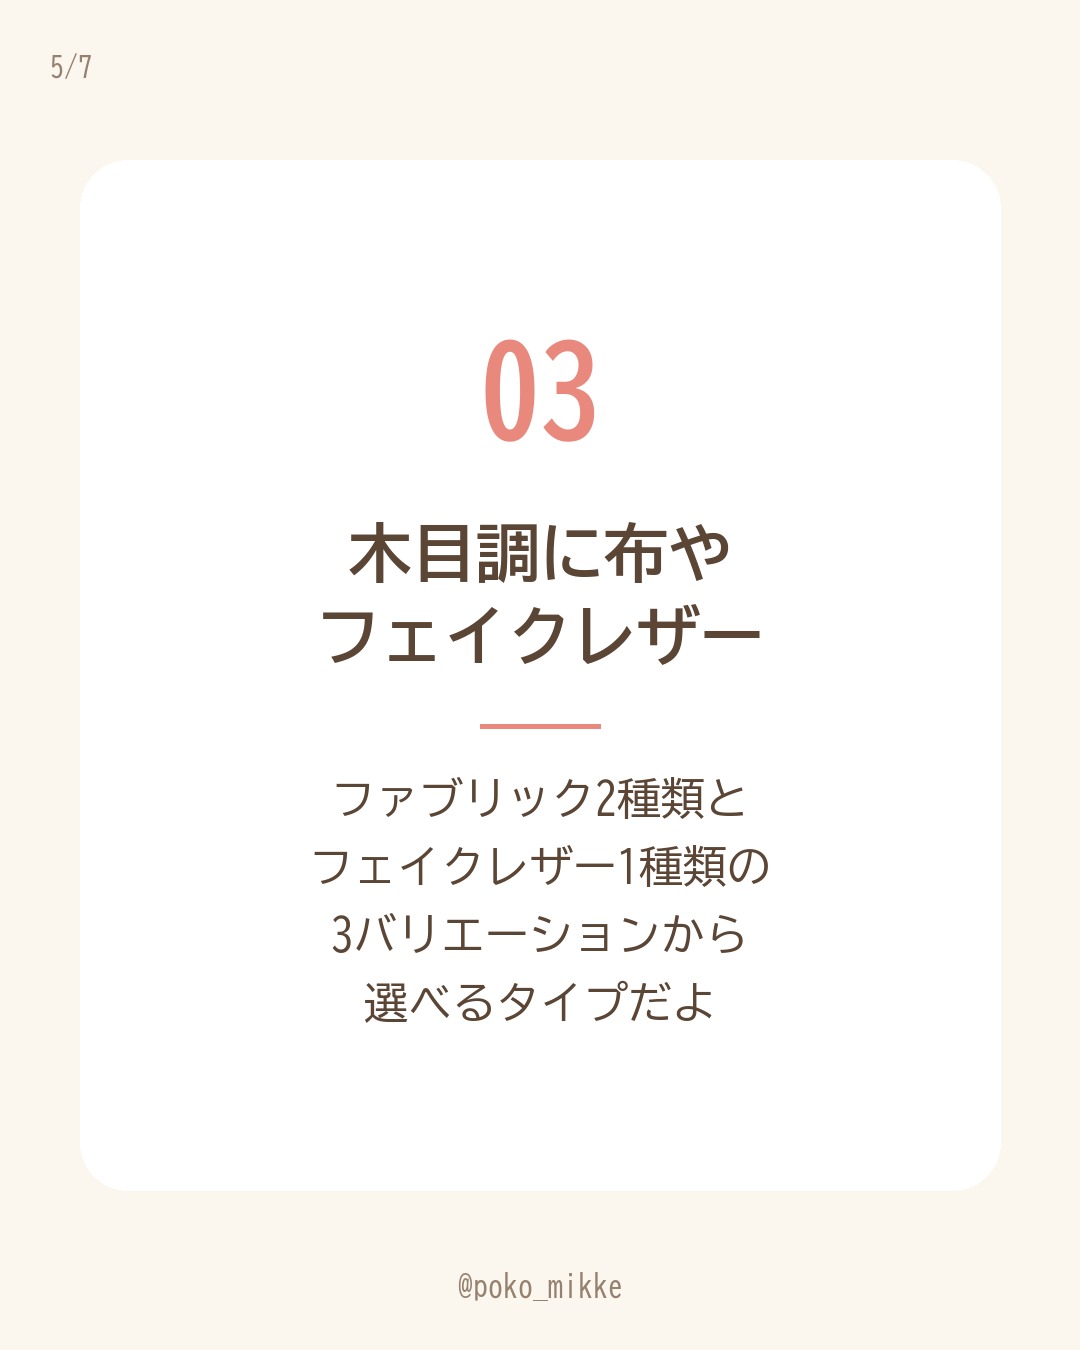 5/7
03
木目調に布や
フェイクレザー
ファブリック2種類と
フェイクレザー1種類の
3バリエーションから
選べるタイプだよ
@poko_mikke